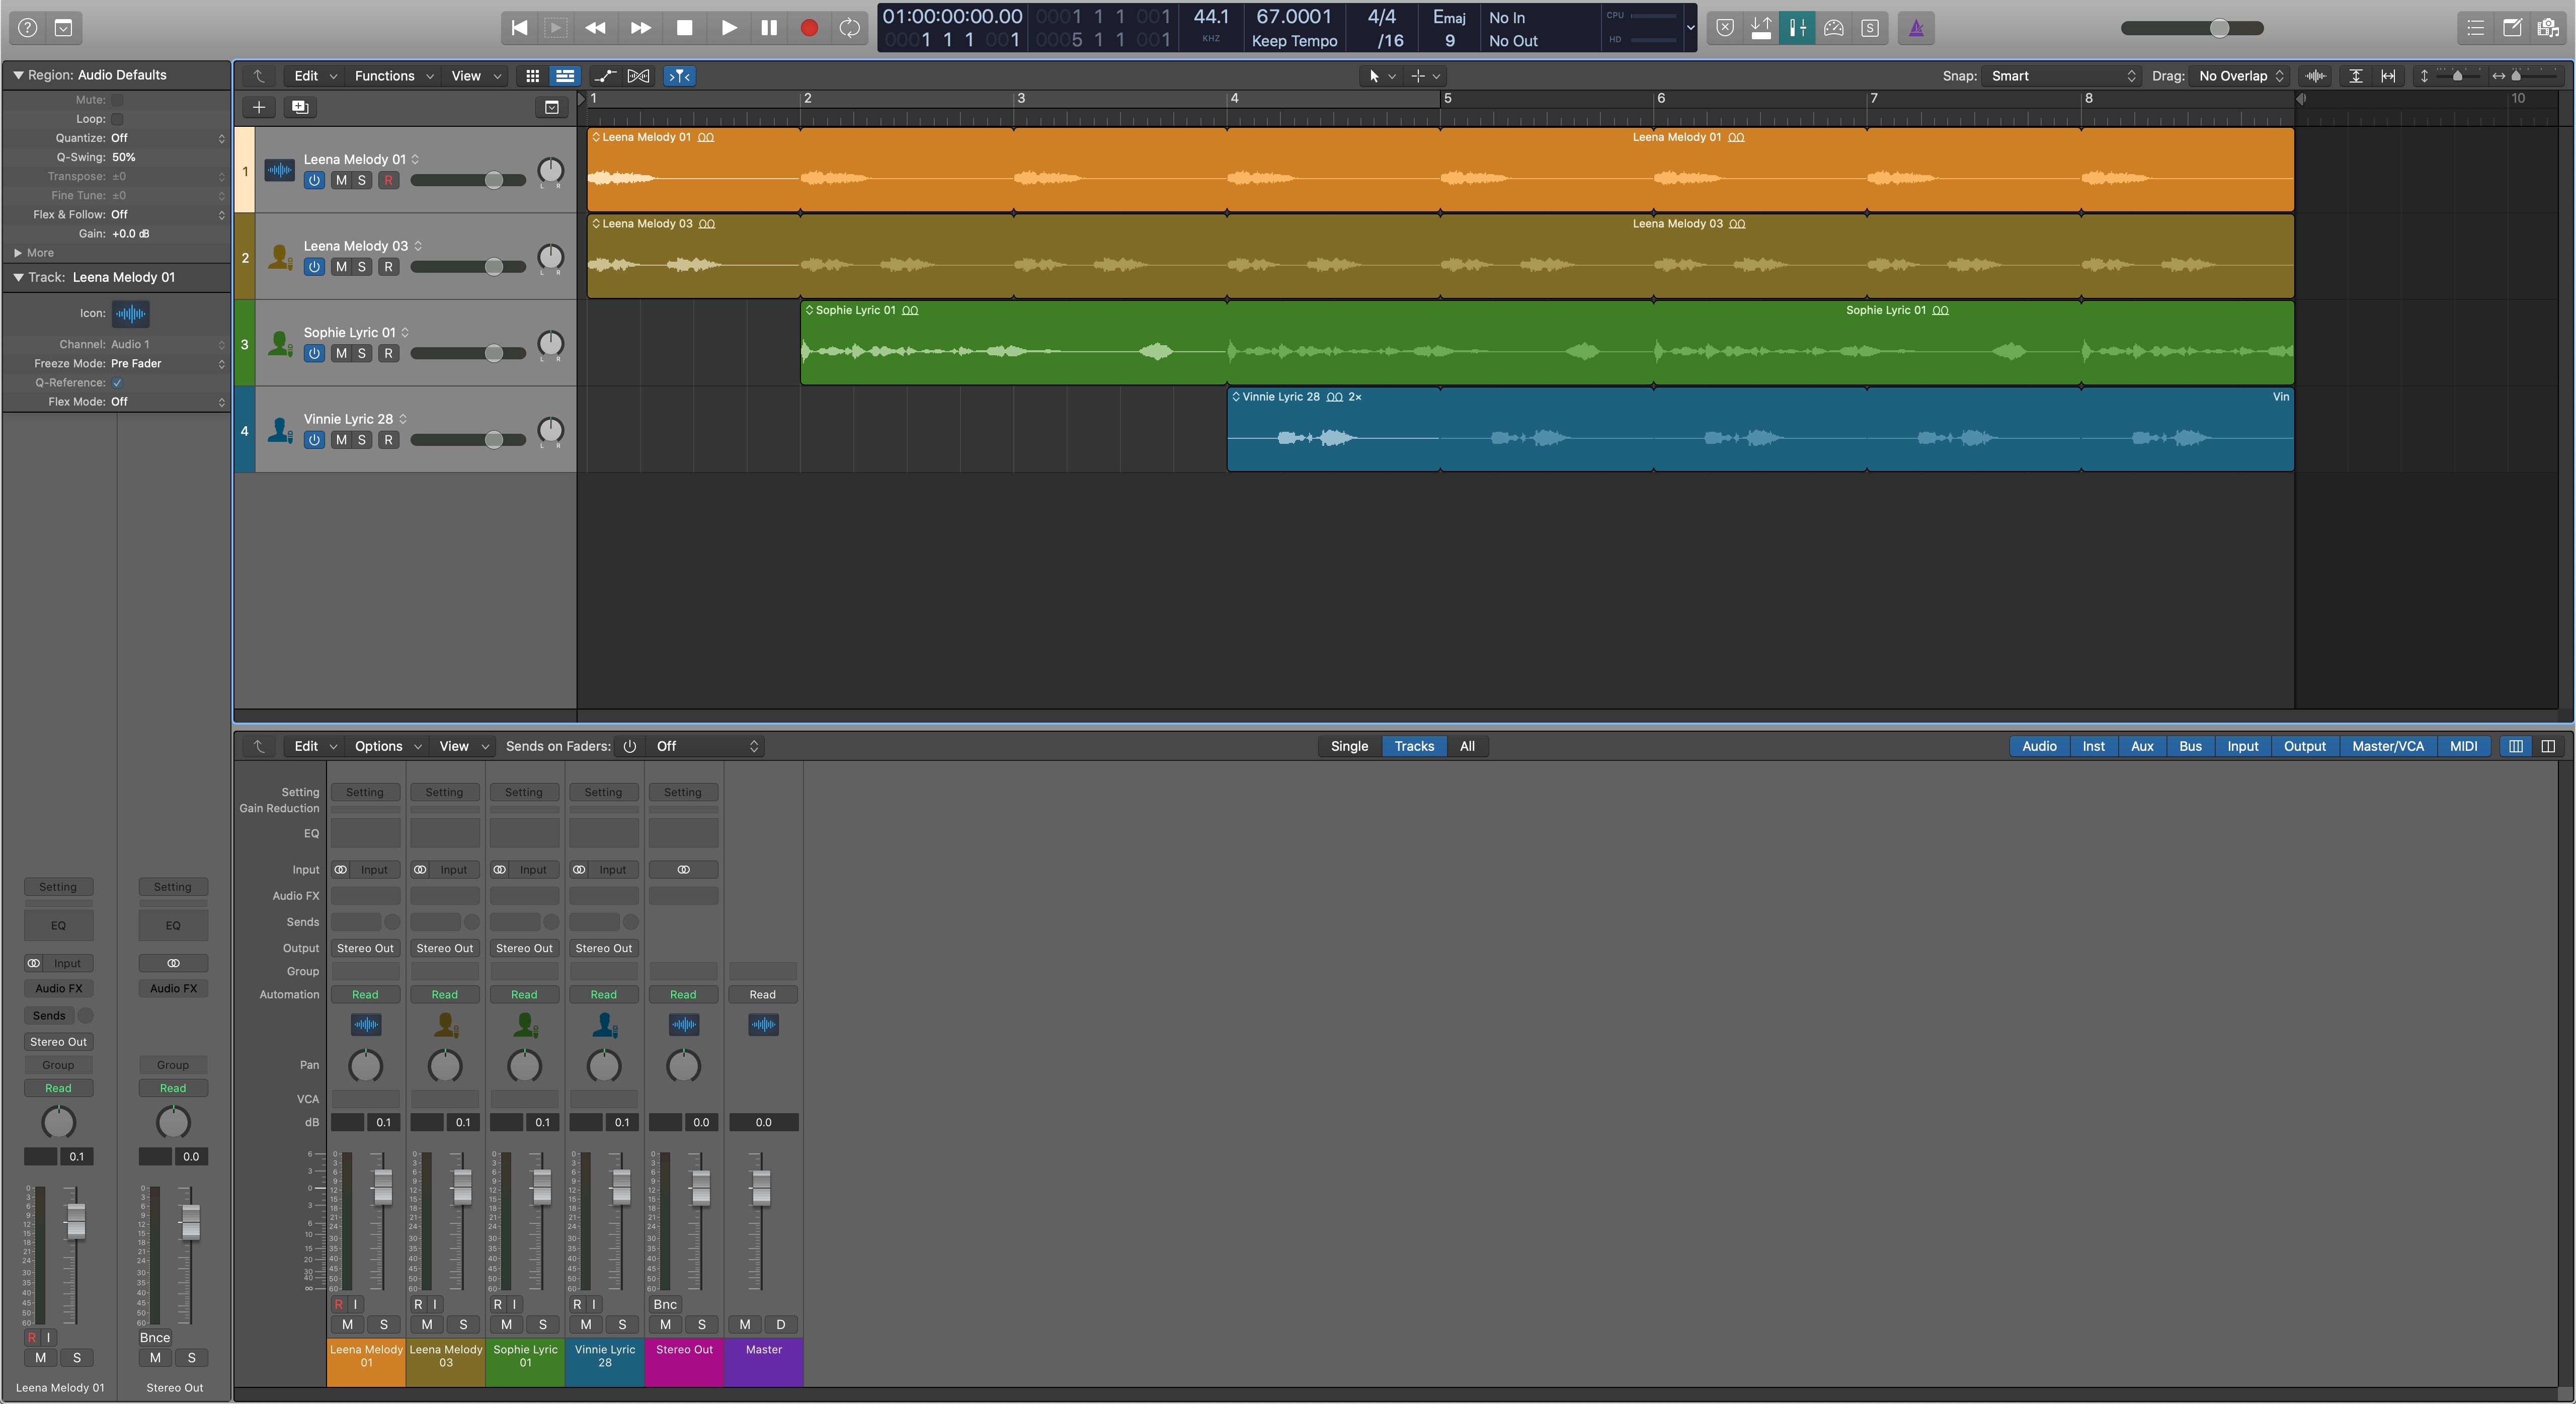 01:00:00:00.00
0001 1 1 001
0001 1 1 001
0005 1 1 001
44.1
KHZ
67.0001
Keep Tempo
4/4
/16
Emaj
9
No In
No Out
CPU
HD
S
Region: Audio Defaults
Mute:
Loop:
Quantize: Off
Q-Swing: 50%
Transpose: ±0
Fine Tune: ±0
Flex & Follow: Off
Gain: +0.0 dB
More
Track: Leena Melody 01
Icon:
Channel: Audio 1
Freeze Mode: Pre Fader
Q-Reference:
Flex Mode: Off
Edit Functions View
Snap: Smart Drag: No Overlap
1 2 3 4 5 6 7 8 10
1 Leena Melody 01
M S R
L R
Leena Melody 01 Leena Melody 01
2 Leena Melody 03
M S R
L R
Leena Melody 03 Leena Melody 03
3 Sophie Lyric 01
M S R
L R
Sophie Lyric 01 Sophie Lyric 01
4 Vinnie Lyric 28
M S R
L R
Vinnie Lyric 28 2× Vin
Edit Options View Sends on Faders: Off
Single Tracks All
Audio Inst Aux Bus Input Output Master/VCA MIDI
Setting Setting Setting Setting Setting Setting
Gain Reduction
EQ
Input Input Input Input Input
Audio FX
Sends
Output Stereo Out Stereo Out Stereo Out Stereo Out
Group
Automation Read Read Read Read Read Read
Pan
VCA
dB 0.1 0.1 0.1 0.1 0.0 0.0
R I R I R I R I Bnc
M S M S M S M S M S M D
Leena Melody 01
Leena Melody 03
Sophie Lyric 01
Vinnie Lyric 28
Stereo Out
Master
Setting Setting
EQ EQ
Input
Audio FX Audio FX
Sends
Stereo Out
Group Group
Read Read
0.1 0.0
R I Bnce
M S M S
Leena Melody 01 Stereo Out